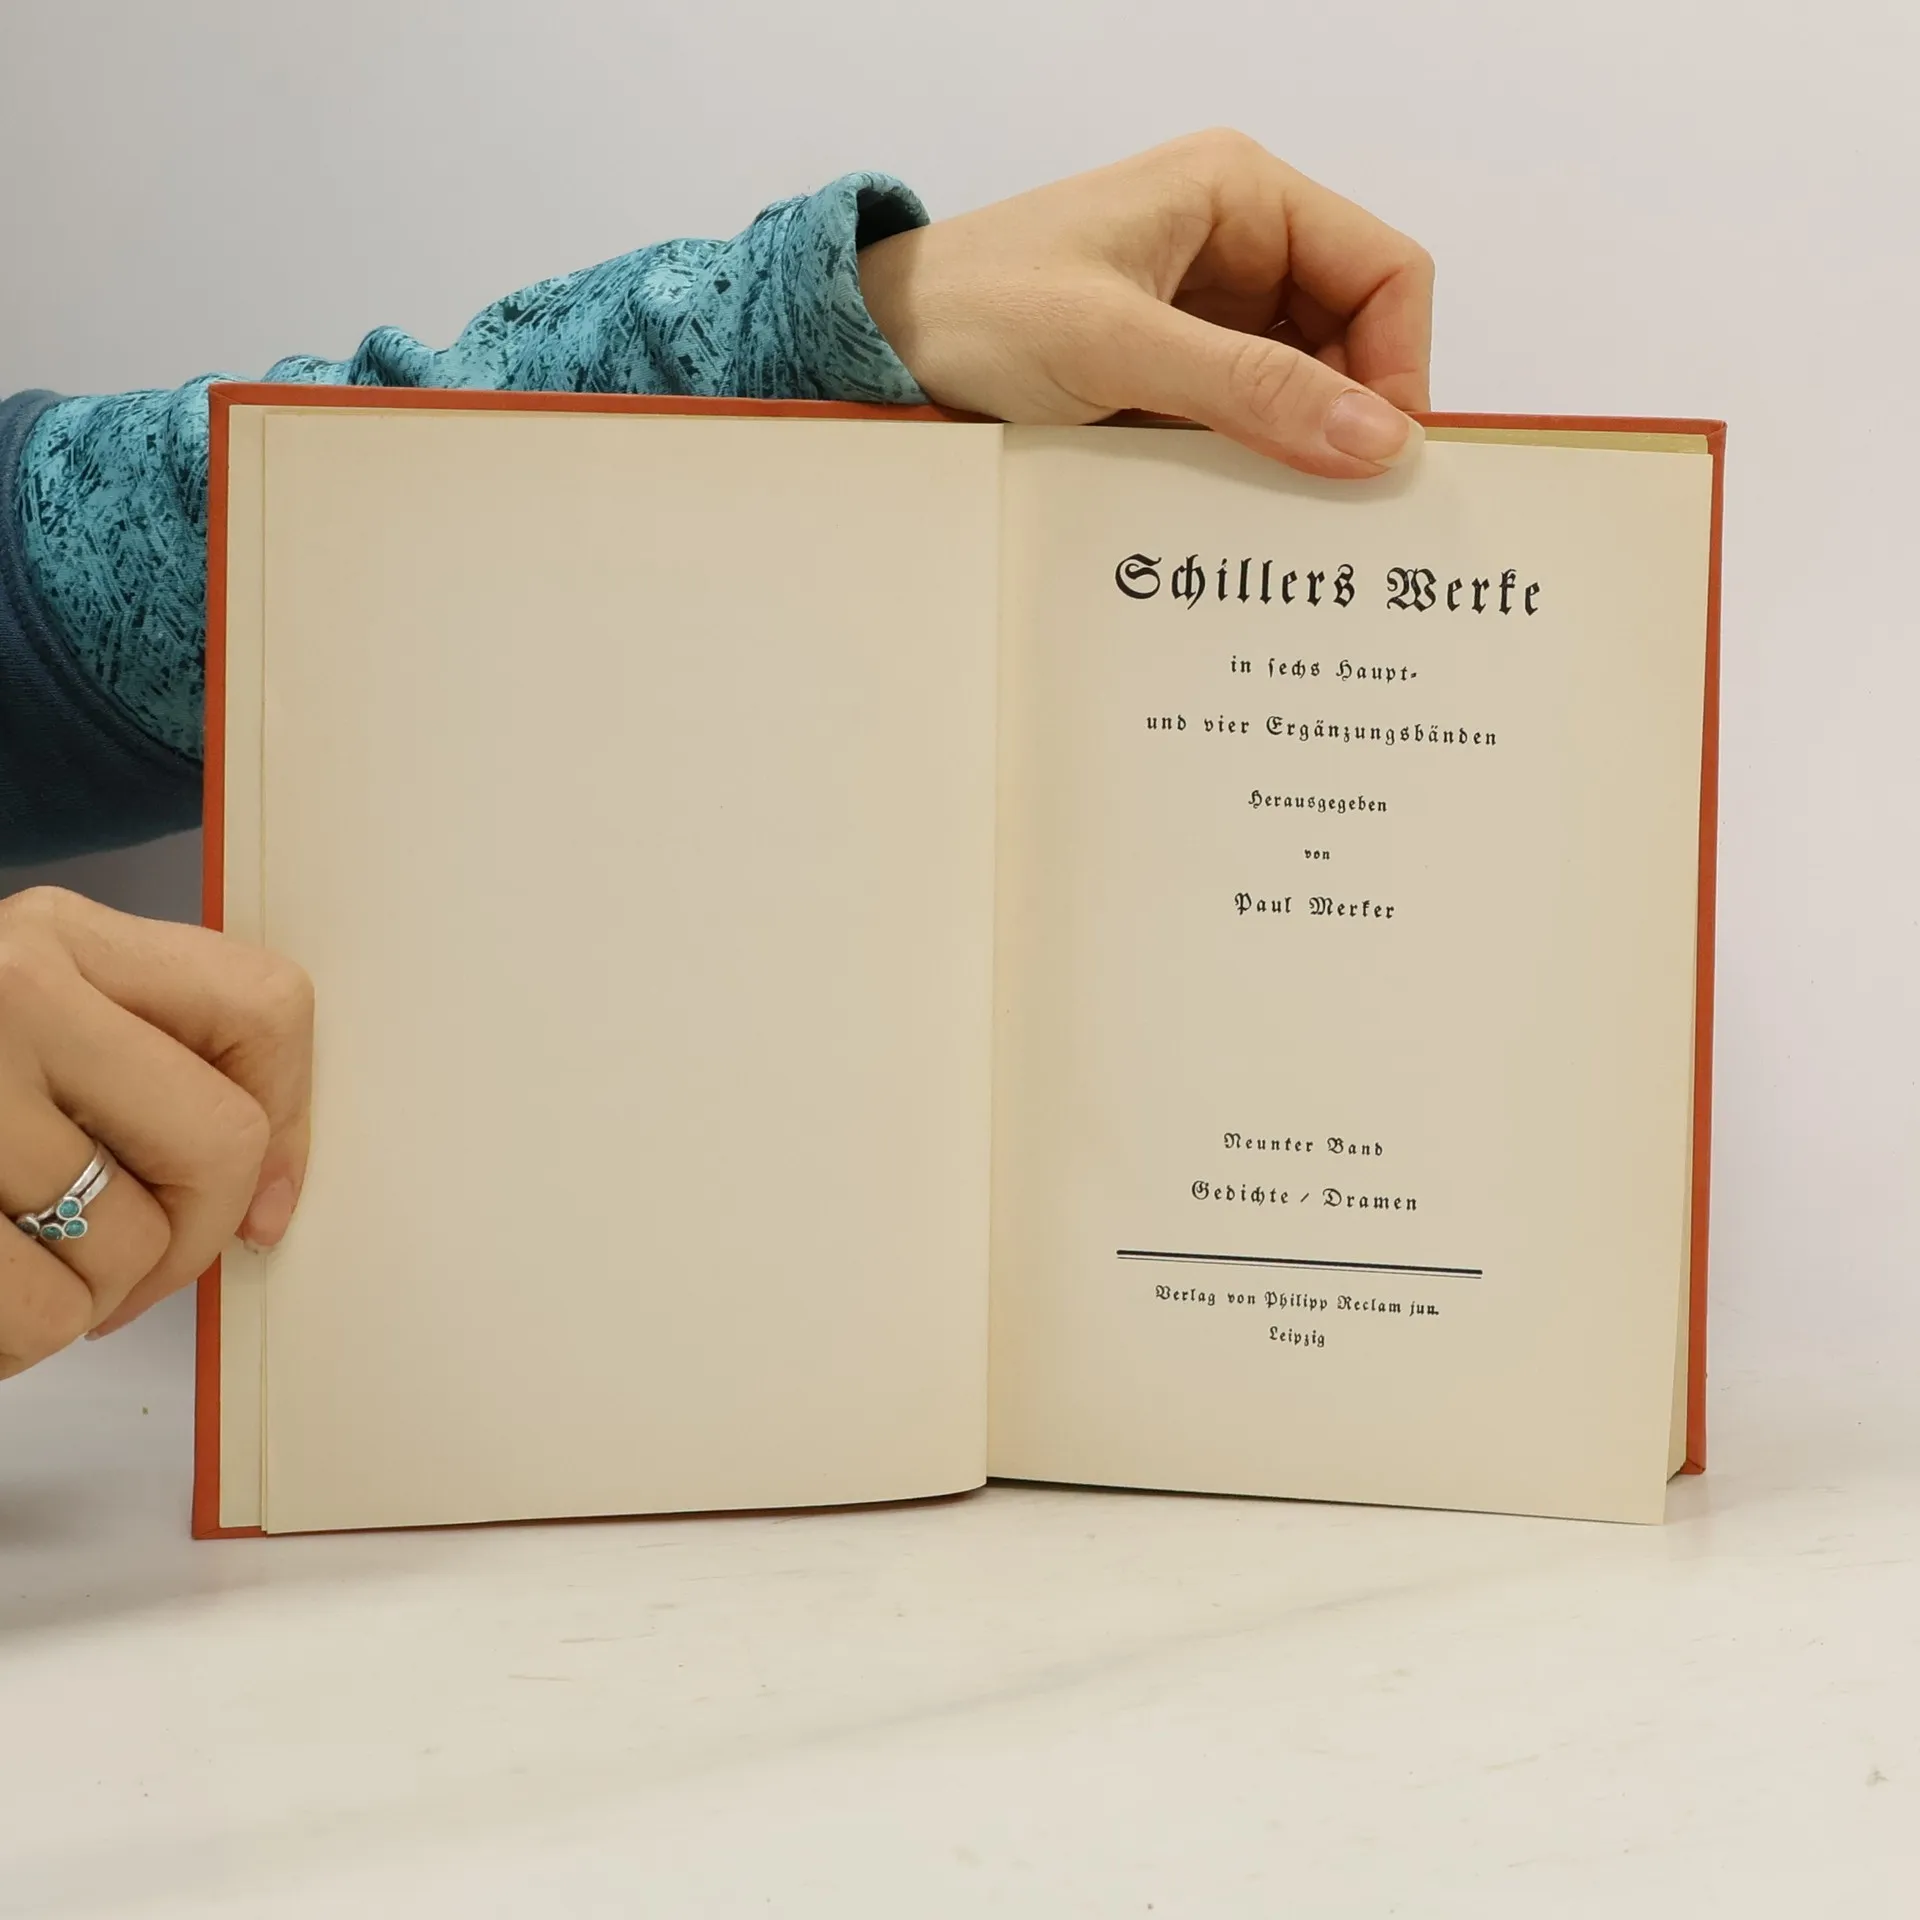 Schillers Werke
in sechs Haupt-
und vier Ergänzungsbänden
Herausgegeben
von
Paul Merker
Neunter Band
Gedichte / Dramen
Verlag von Philipp Reclam jun.
Leipzig